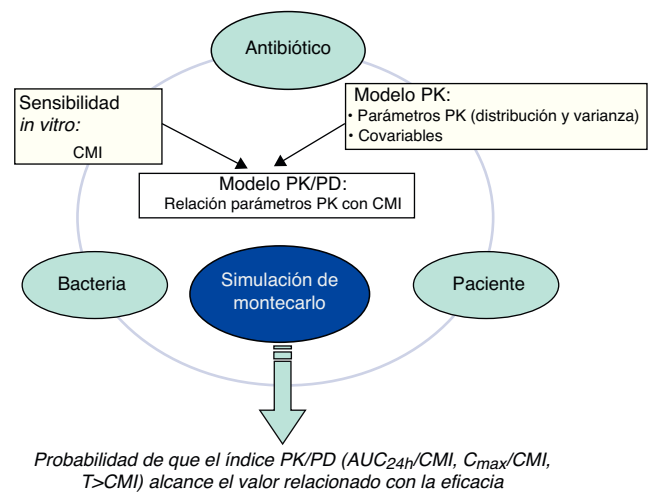 Antibiótico
Sensibilidad
in vitro:
CMI
Modelo PK:
• Parámetros PK (distribución y varianza)
• Covariables
Modelo PK/PD:
Relación parámetros PK con CMI
Bacteria
Simulación de
montecarlo
Paciente
Probabilidad de que el índice PK/PD (AUC24h/CMI, Cmax/CMI,
T>CMI) alcance el valor relacionado con la eficacia